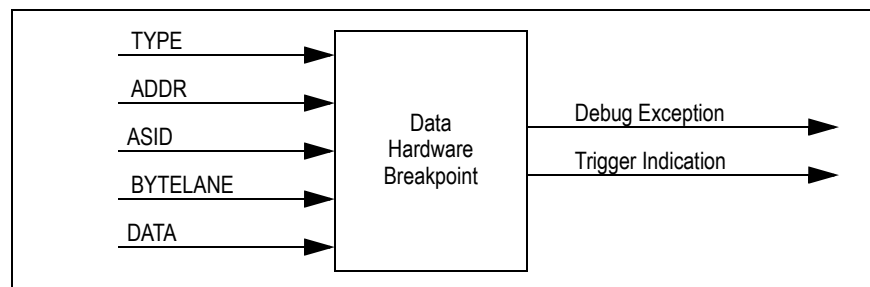 TYPE
ADDR
ASID
BYTELANE
DATA
Data
Hardware
Breakpoint
Debug Exception
Trigger Indication